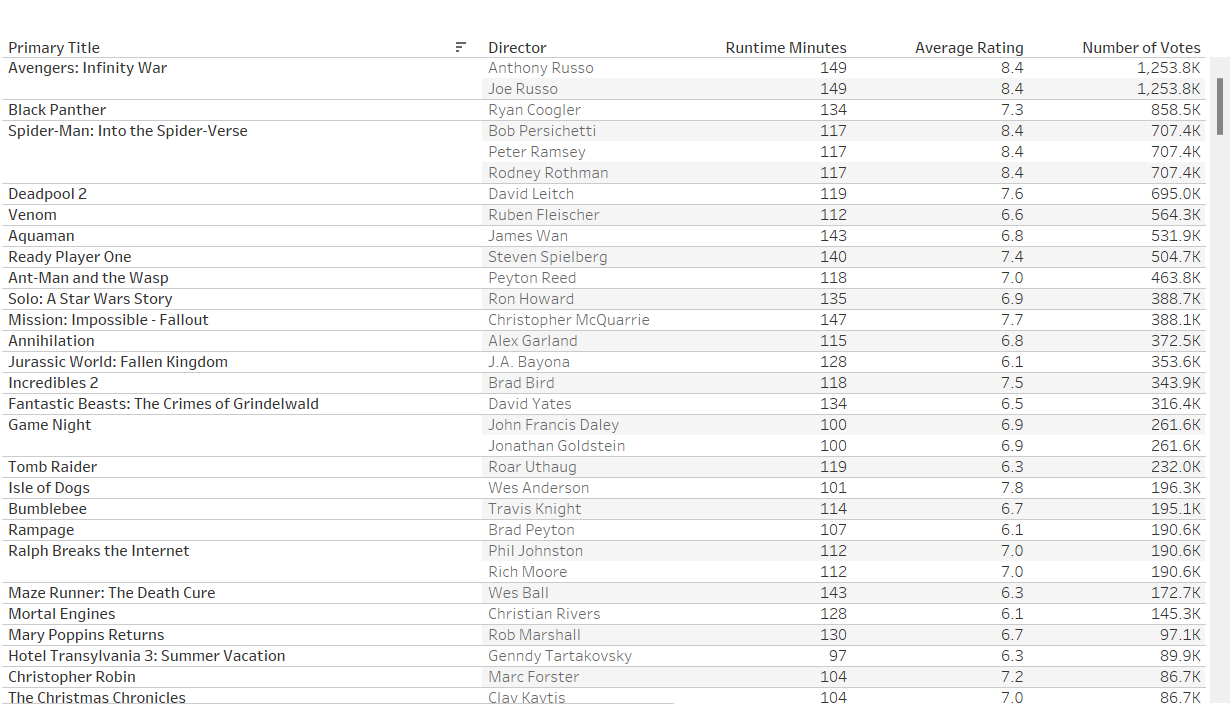 Primary Title Director Runtime Minutes Average Rating Number of Votes
Avengers: Infinity War Anthony Russo 149 8.4 1,253.8K
Joe Russo 149 8.4 1,253.8K
Black Panther Ryan Coogler 134 7.3 858.5K
Spider-Man: Into the Spider-Verse Bob Persichetti 117 8.4 707.4K
Peter Ramsey 117 8.4 707.4K
Rodney Rothman 117 8.4 707.4K
Deadpool 2 David Leitch 119 7.6 695.0K
Venom Ruben Fleischer 112 6.6 564.3K
Aquaman James Wan 143 6.8 531.9K
Ready Player One Steven Spielberg 140 7.4 504.7K
Ant-Man and the Wasp Peyton Reed 118 7.0 463.8K
Solo: A Star Wars Story Ron Howard 135 6.9 388.7K
Mission: Impossible - Fallout Christopher McQuarrie 147 7.7 388.1K
Annihilation Alex Garland 115 6.8 372.5K
Jurassic World: Fallen Kingdom J.A. Bayona 128 6.1 353.6K
Incredibles 2 Brad Bird 118 7.5 343.9K
Fantastic Beasts: The Crimes of Grindelwald David Yates 134 6.5 316.4K
Game Night John Francis Daley 100 6.9 261.6K
Jonathan Goldstein 100 6.9 261.6K
Tomb Raider Roar Uthaug 119 6.3 232.0K
Isle of Dogs Wes Anderson 101 7.8 196.3K
Bumblebee Travis Knight 114 6.7 195.1K
Rampage Brad Peyton 107 6.1 190.6K
Ralph Breaks the Internet Phil Johnston 112 7.0 190.6K
Rich Moore 112 7.0 190.6K
Maze Runner: The Death Cure Wes Ball 143 6.3 172.7K
Mortal Engines Christian Rivers 128 6.1 145.3K
Mary Poppins Returns Rob Marshall 130 6.7 97.1K
Hotel Transylvania 3: Summer Vacation Genndy Tartakovsky 97 6.3 89.9K
Christopher Robin Marc Forster 104 7.2 86.7K
The Christmas Chronicles Clay Kaytis 104 7.0 86.7K